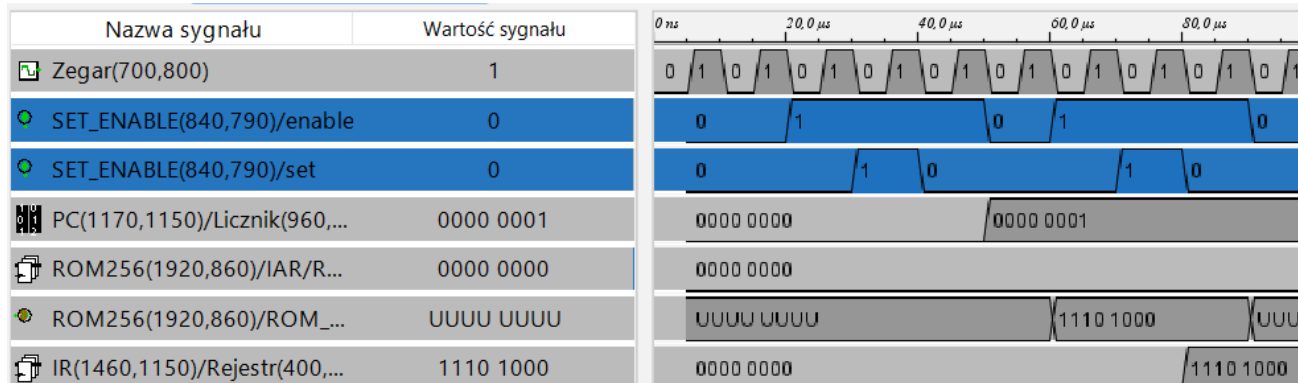 Nazwa sygnału Wartość sygnału 0 ns 20,0 µs 40,0 µs 60,0 µs 80,0 µs
Zegar(700,800) 1 0 1 0 1 0 1 0 1 0 1 0 1 0 1 0 1 0 1 0 1
SET_ENABLE(840,790)/enable 0 0 1 0 1 0
SET_ENABLE(840,790)/set 0 0 1 0 1 0
PC(1170,1150)/Licznik(960,... 0000 0001 0000 0000 0000 0001
ROM256(1920,860)/IAR/R... 0000 0000 0000 0000
ROM256(1920,860)/ROM_... UUUU UUUU UUUU UUUU 1110 1000 UUU
IR(1460,1150)/Rejestr(400,... 1110 1000 0000 0000 1110 1000